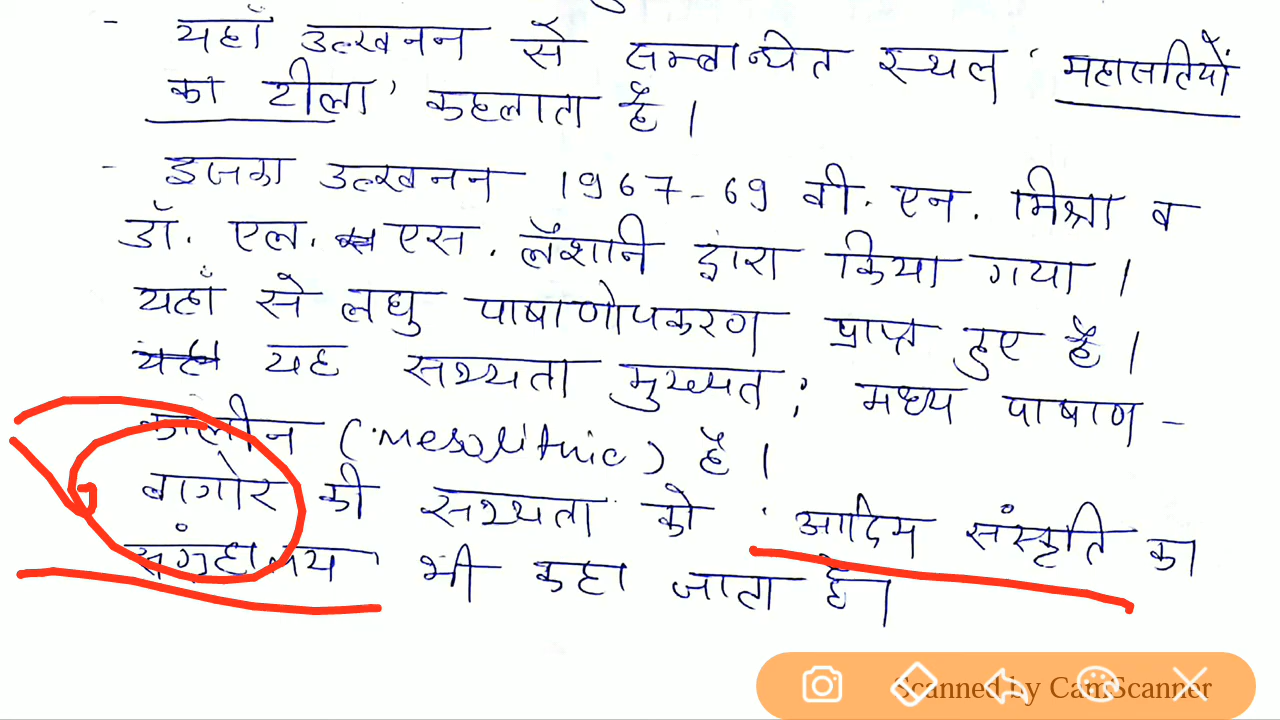 - यहाँ उत्खनन से सम्बान्धित स्थल ' महासतियों
का टीला' कहलाता है।
- इसका उत्खनन 1967-69 वी. एन. मिश्रा व
डॉ. एल. एस. लैशानि द्वारा किया गया।
यहाँ से लघु पाषाणोपकरण प्राप्त हुए है।
यह सभ्यता मुख्यत: मध्य पाषाण -
कालीन (Mesolithic) है।
बागोर की सभ्यता को ' आदिम संस्कृति का
संग्रहालय भी कहा जाता है।
Scanned by CamScanner